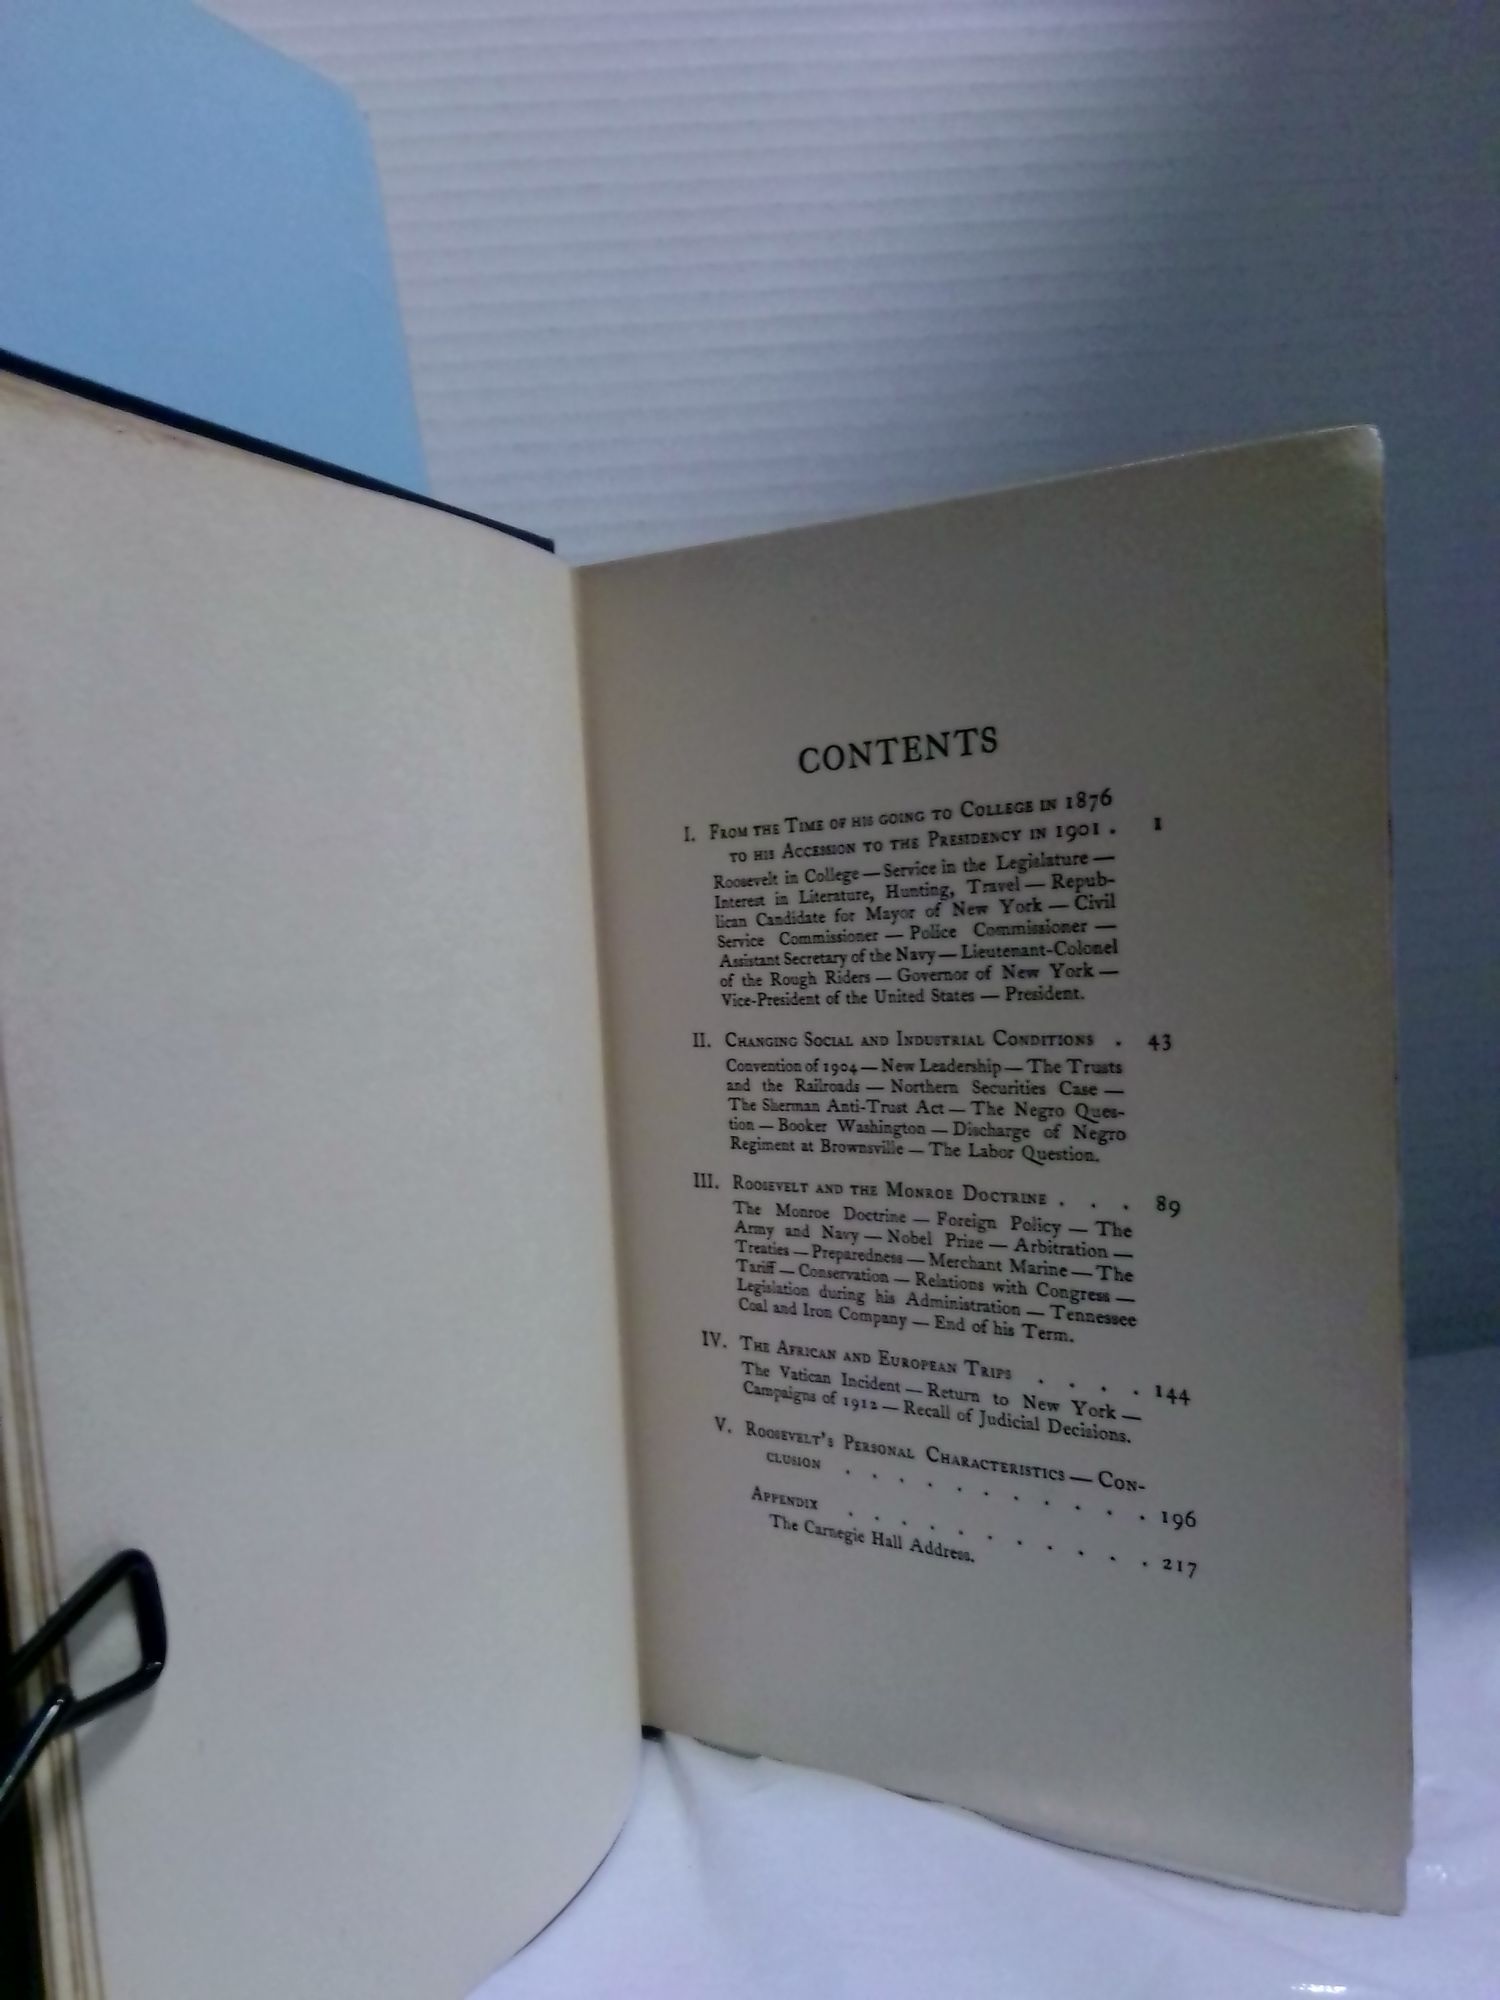 CONTENTS
I. From the Time of his going to College in 1876
to his Accession to the Presidency in 1901 . 1
Roosevelt in College — Service in the Legislature —
Interest in Literature, Hunting, Travel — Repub-
lican Candidate for Mayor of New York — Civil
Service Commissioner — Police Commissioner —
Assistant Secretary of the Navy — Lieutenant-Colonel
of the Rough Riders — Governor of New York —
Vice-President of the United States — President.
II. Changing Social and Industrial Conditions . 43
Convention of 1904 — New Leadership — The Trusts
and the Railroads — Northern Securities Case —
The Sherman Anti-Trust Act — The Negro Ques-
tion — Booker Washington — Discharge of Negro
Regiment at Brownsville — The Labor Question.
III. Roosevelt and the Monroe Doctrine . . . 89
The Monroe Doctrine — Foreign Policy — The
Army and Navy — Nobel Prize — Arbitration —
Treaties — Preparedness — Merchant Marine — The
Tariff — Conservation — Relations with Congress —
Legislation during his Administration — Tennessee
Coal and Iron Company — End of his Term.
IV. The African and European Trips . . . . 144
The Vatican Incident — Return to New York —
Campaigns of 1912 — Recall of Judicial Decisions.
V. Roosevelt's Personal Characteristics — Con-
clusion . . . . . . . . . . . 196
Appendix . . . . . . . . . . . 217
The Carnegie Hall Address.